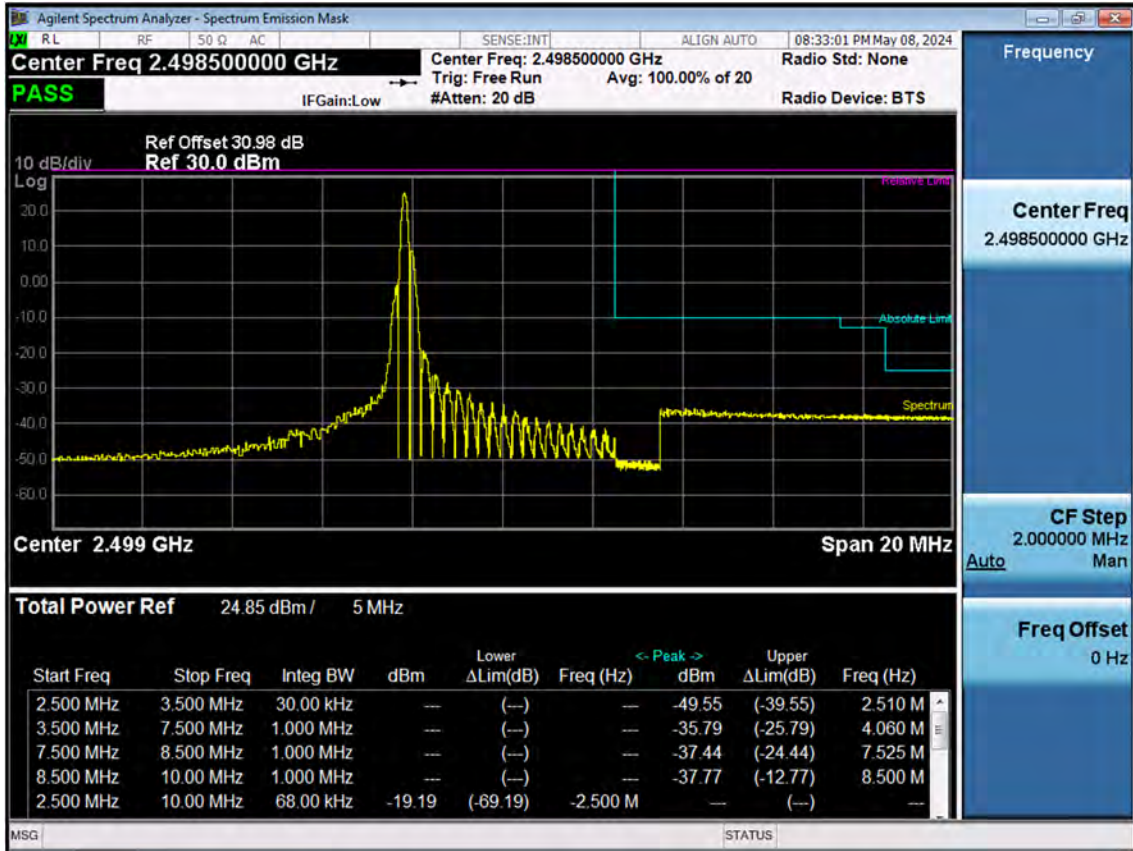 Agilent Spectrum Analyzer - Spectrum Emission Mask
LXI RL RF 50 Ω AC SENSE:INT ALIGN AUTO 08:33:01 PM May 08, 2024
Center Freq 2.498500000 GHz
Center Freq: 2.498500000 GHz
Radio Std: None
Trig: Free Run Avg: 100.00% of 20
PASS
IFGain:Low
#Atten: 20 dB
Radio Device: BTS
Ref Offset 30.98 dB
10 dB/div Ref 30.0 dBm
Log
Relative Limit
20.0
10.0
0.00
-10.0
Absolute Limit
-20.0
-30.0
Spectrum
-40.0
-50.0
-60.0
Center 2.499 GHz Span 20 MHz
Total Power Ref 24.85 dBm / 5 MHz
Lower <- Peak -> Upper
Start Freq Stop Freq Integ BW dBm ΔLim(dB) Freq (Hz) dBm ΔLim(dB) Freq (Hz)
2.500 MHz 3.500 MHz 30.00 kHz --- (---) --- -49.55 (-39.55) 2.510 M
3.500 MHz 7.500 MHz 1.000 MHz --- (---) --- -35.79 (-25.79) 4.060 M
7.500 MHz 8.500 MHz 1.000 MHz --- (---) --- -37.44 (-24.44) 7.525 M
8.500 MHz 10.00 MHz 1.000 MHz --- (---) --- -37.77 (-12.77) 8.500 M
2.500 MHz 10.00 MHz 68.00 kHz -19.19 (-69.19) -2.500 M --- (---) ---
MSG STATUS
Frequency
Center Freq
2.498500000 GHz
CF Step
2.000000 MHz
Auto Man
Freq Offset
0 Hz